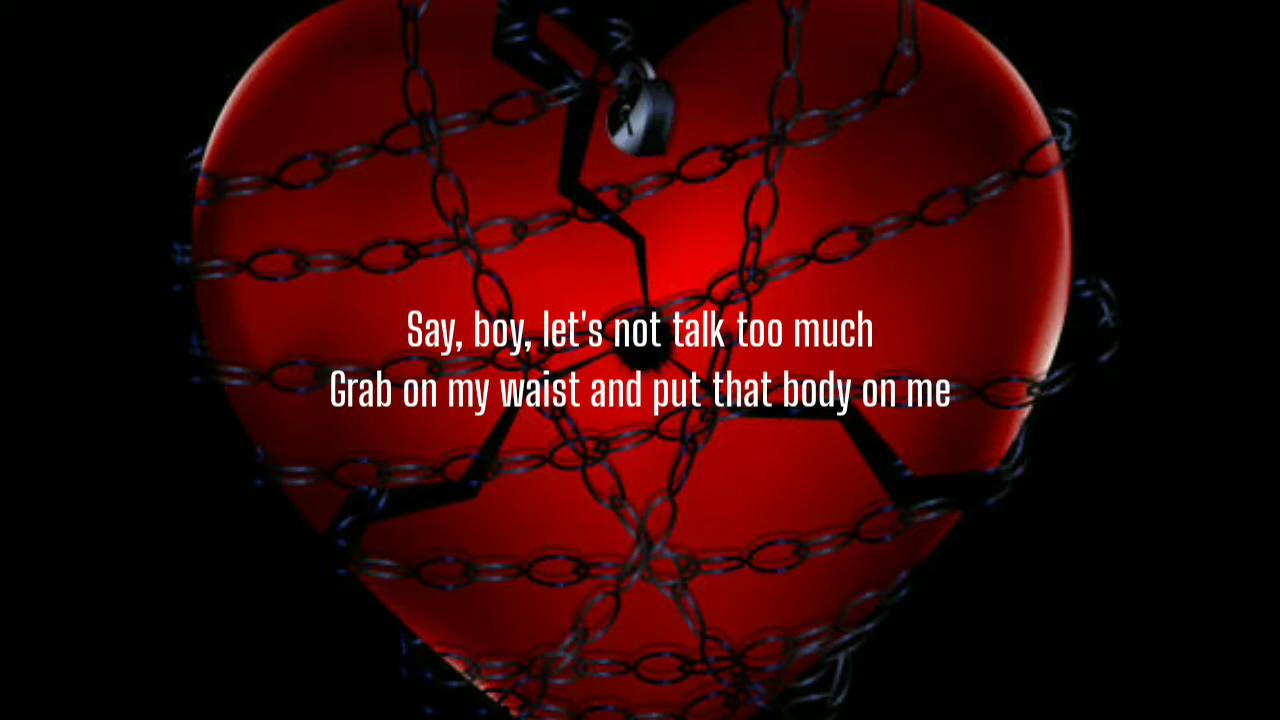 Say, boy, let's not talk too much
Grab on my waist and put that body on me